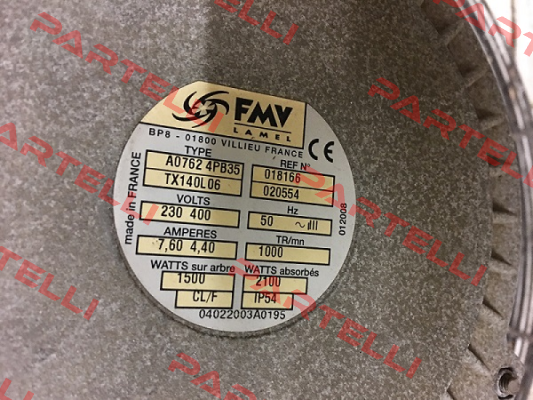 FMV
LAMEL
BP8 - 01800 VILLIEU FRANCE
CE
TYPE
REF N°
A0762 4PB35
018166
TX140L06
020554
VOLTS
Hz
230 400
50 ~ III
AMPERES
TR/mn
7,60 4,40
1000
WATTS sur arbre
WATTS absorbés
1500
2100
CL/F
IP54
04022003A0195
made in FRANCE
012008
PARTELLI
PARTELLI
PARTELLI
PARTELLI
PARTELLI